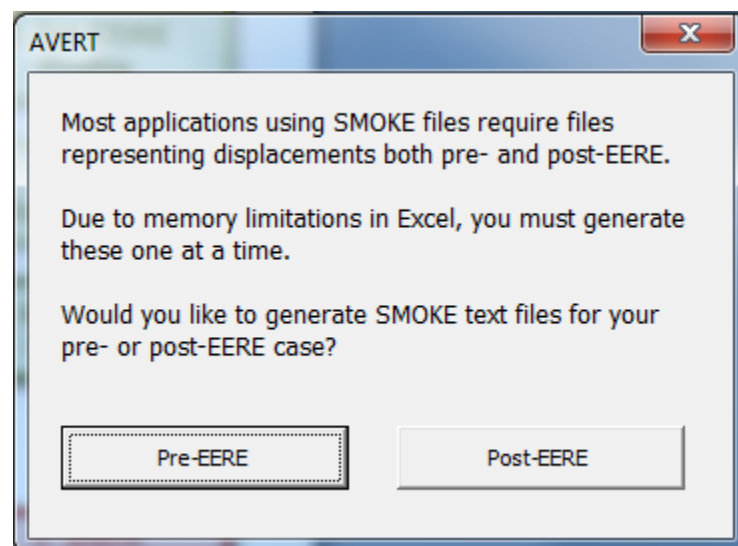 AVERT
Most applications using SMOKE files require files
representing displacements both pre- and post-EERE.
Due to memory limitations in Excel, you must generate
these one at a time.
Would you like to generate SMOKE text files for your
pre- or post-EERE case?
Pre-EERE
Post-EERE